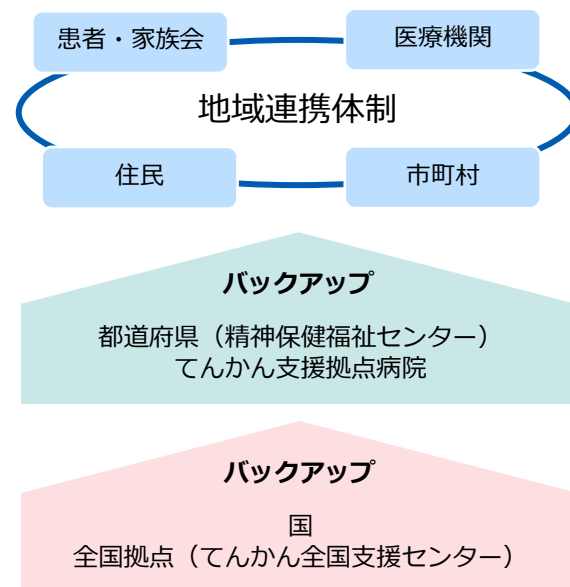 患者・家族会
医療機関
地域連携体制
住民
市町村
バックアップ
都道府県（精神保健福祉センター）
てんかん支援拠点病院
バックアップ
国
全国拠点（てんかん全国支援センター）